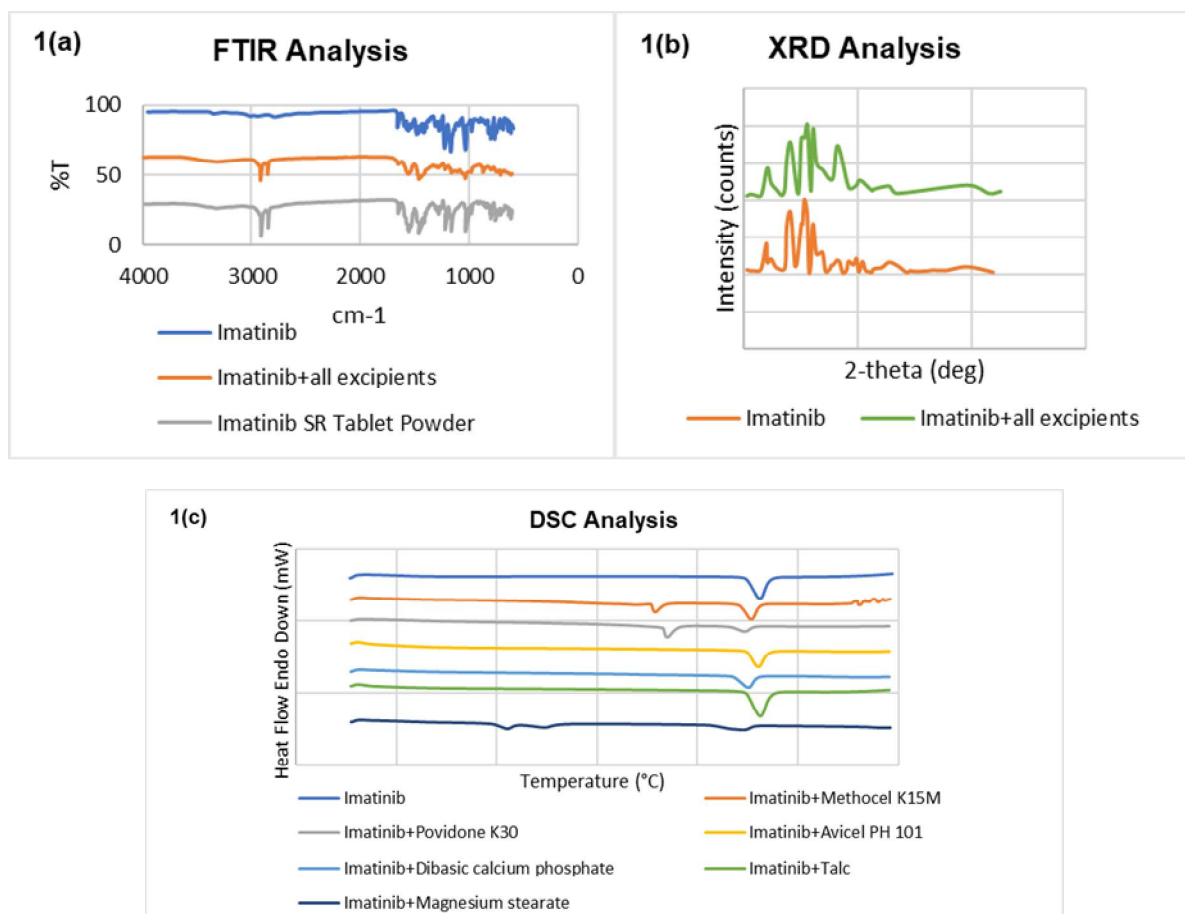 1(a)
FTIR Analysis
100
50
0
%T
4000 3000 2000 1000 0
cm-1
Imatinib
Imatinib+all excipients
Imatinib SR Tablet Powder
1(b)
XRD Analysis
Intensity (counts)
2-theta (deg)
Imatinib Imatinib+all excipients
1(c)
DSC Analysis
Heat Flow Endo Down (mW)
Temperature (°C)
Imatinib Imatinib+Methocel K15M
Imatinib+Povidone K30 Imatinib+Avicel PH 101
Imatinib+Dibasic calcium phosphate Imatinib+Talc
Imatinib+Magnesium stearate